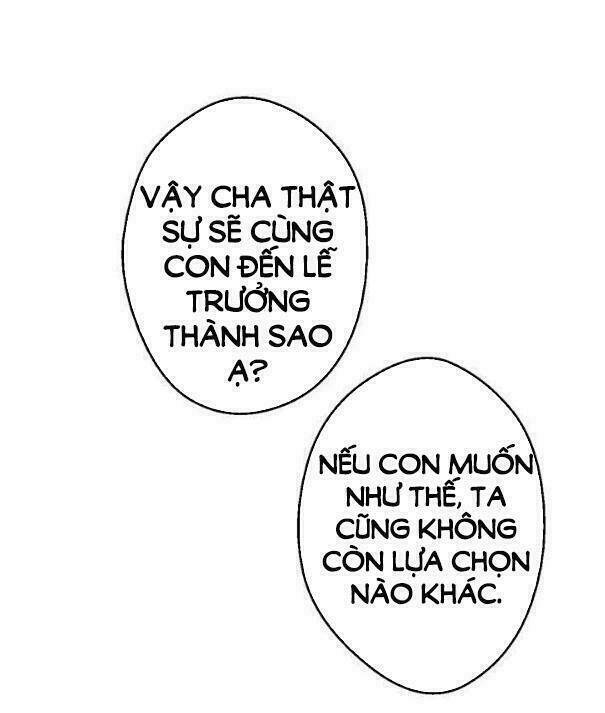 VẬY CHA THẬT
SỰ SẼ CÙNG
CON ĐẾN LỄ
TRƯỞNG
THÀNH SAO
Ạ?
NẾU CON MUỐN
NHƯ THẾ, TA
CŨNG KHÔNG
CÒN LỰA CHỌN
NÀO KHÁC.